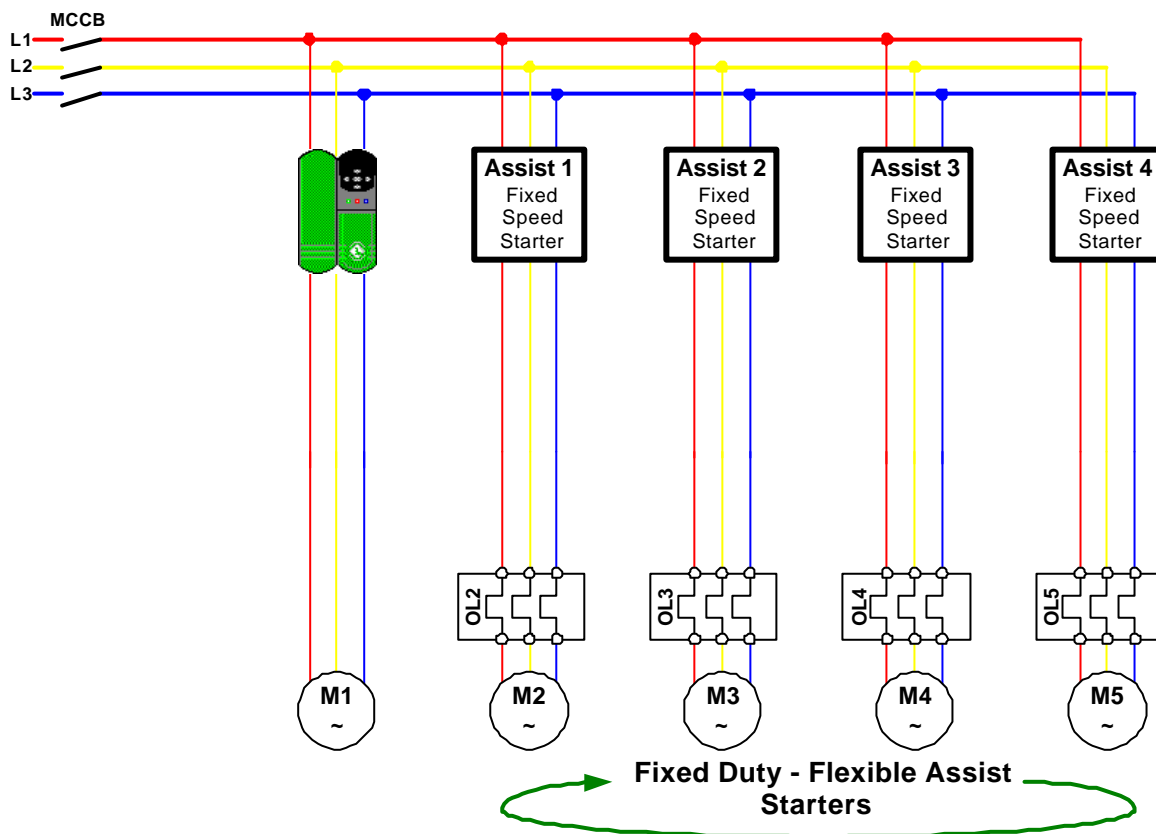 MCCB
L1
L2
L3
Assist 1
Fixed
Speed
Starter
Assist 2
Fixed
Speed
Starter
Assist 3
Fixed
Speed
Starter
Assist 4
Fixed
Speed
Starter
OL2
OL3
OL4
OL5
M1
~
M2
~
M3
~
M4
~
M5
~
Fixed Duty - Flexible Assist
Starters